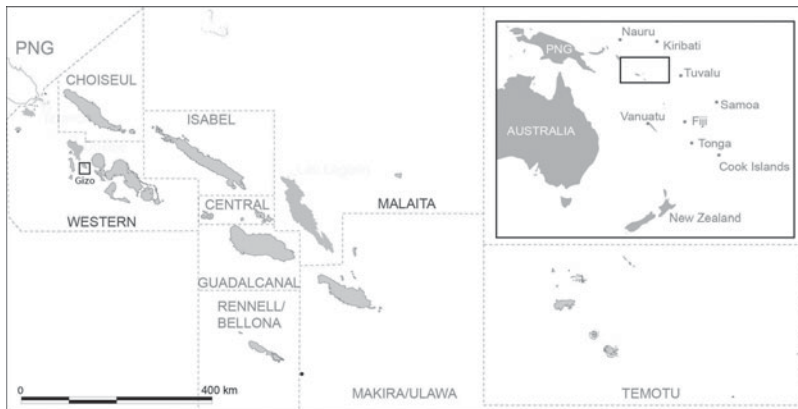 PNG
CHOISEUL
ISABEL
Gizo
CENTRAL
WESTERN
MALAITA
GUADALCANAL
RENNELL/
BELLONA
0
400 km
MAKIRA/ULAWA
TEMOTU
Nauru
PNG
Kiribati
Tuvalu
Samoa
Vanuatu
Fiji
AUSTRALIA
Tonga
Cook Islands
New Zealand